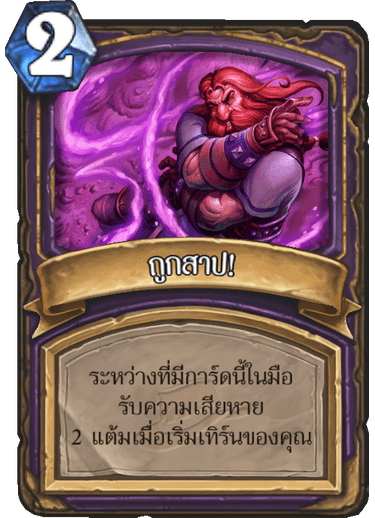 2
ถูกสาป!
ระหว่างที่มีการ์ดนี้ในมือ
รับความเสียหาย
2 แต้มเมื่อเริ่มเทิร์นของคุณ